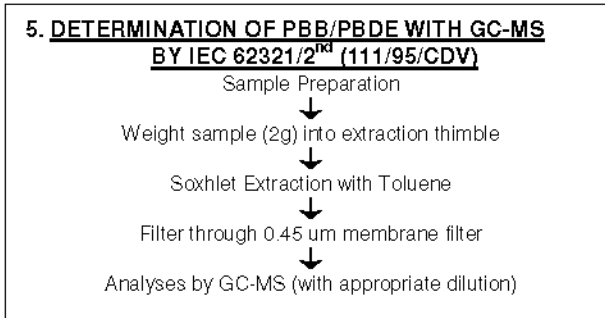 5. DETERMINATION OF PBB/PBDE WITH GC-MS
BY IEC 62321/2nd (111/95/CDV)
Sample Preparation
Weight sample (2g) into extraction thimble
Soxhlet Extraction with Toluene
Filter through 0.45 um membrane filter
Analyses by GC-MS (with appropriate dilution)